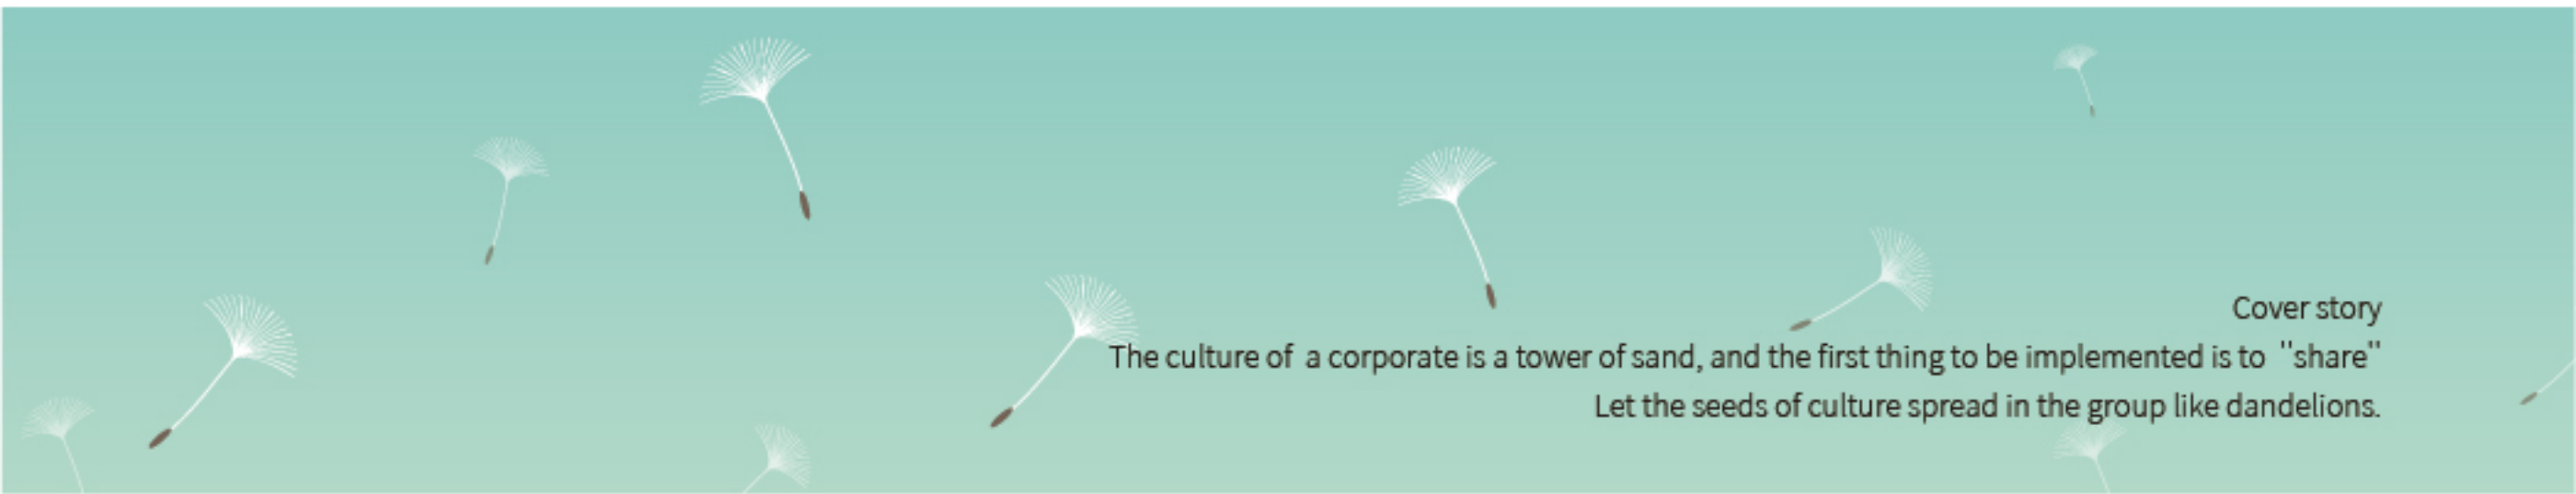 Cover story
The culture of a corporate is a tower of sand, and the first thing to be implemented is to "share"
Let the seeds of culture spread in the group like dandelions.